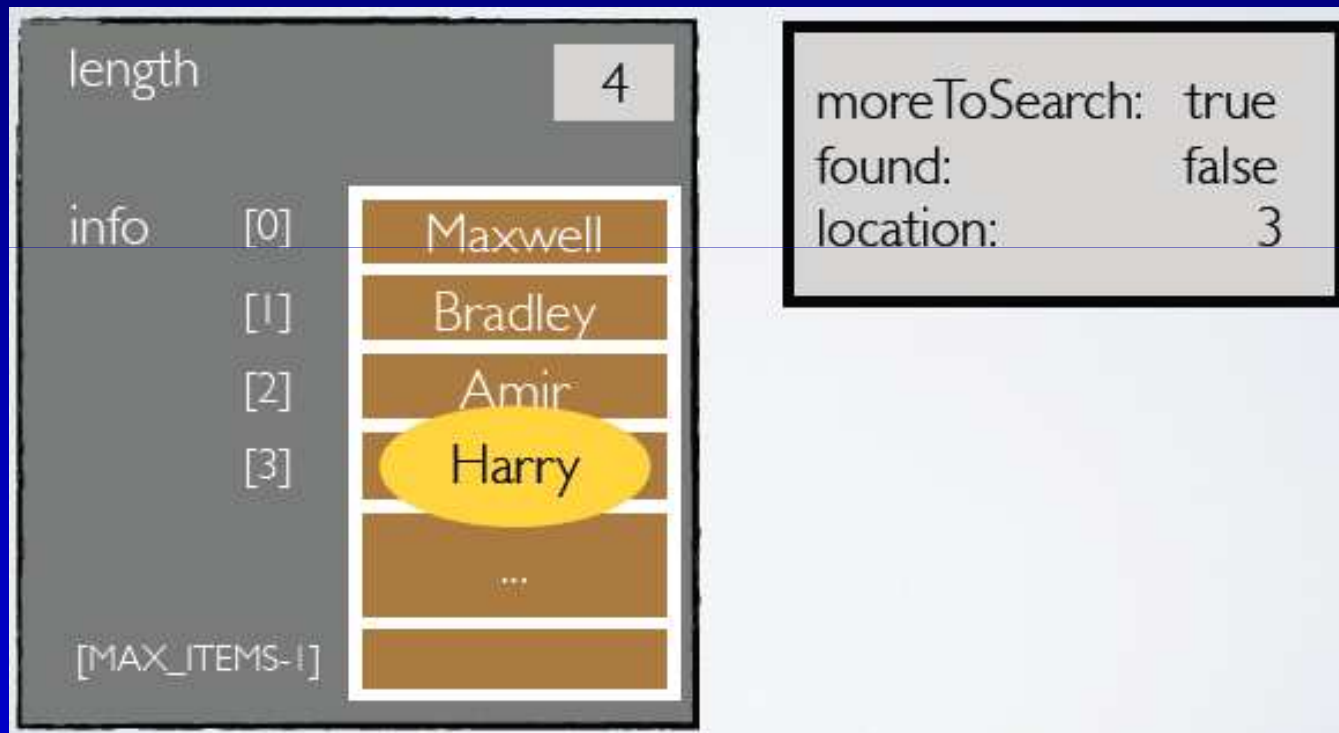 length 4
info [0] Maxwell
[1] Bradley
[2] Amir
[3] Harry
...
[MAX_ITEMS-1]
moreToSearch: true
found: false
location: 3